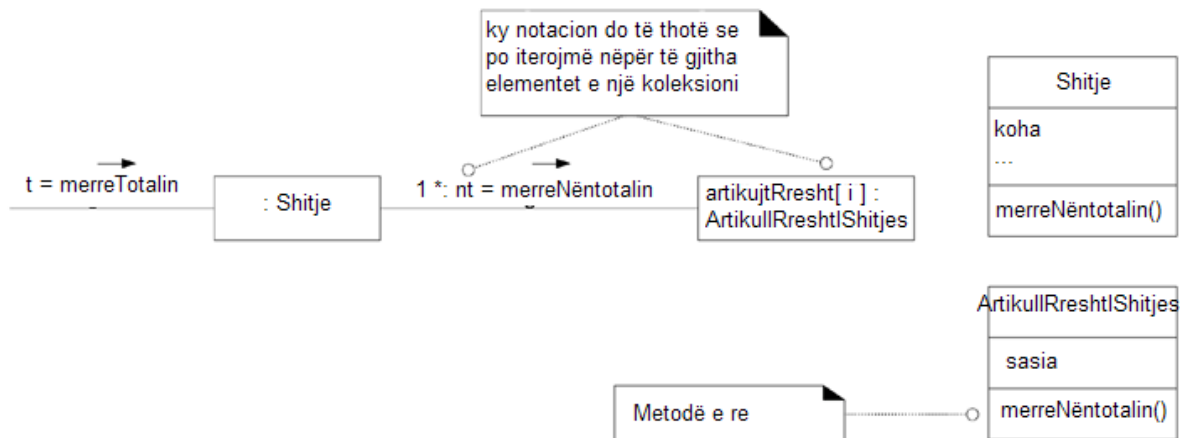 ky notacion do të thotë se
po iterojmë nëpër të gjitha
elementet e një koleksioni
t = merreTotalin
: Shitje
1 *: nt = merreNëntotalin
artikujtRresht[ i ] :
ArtikullRreshtIShitjes
Shitje
koha
...
merreNëntotalin()
ArtikullRreshtIShitjes
sasia
merreNëntotalin()
Metodë e re